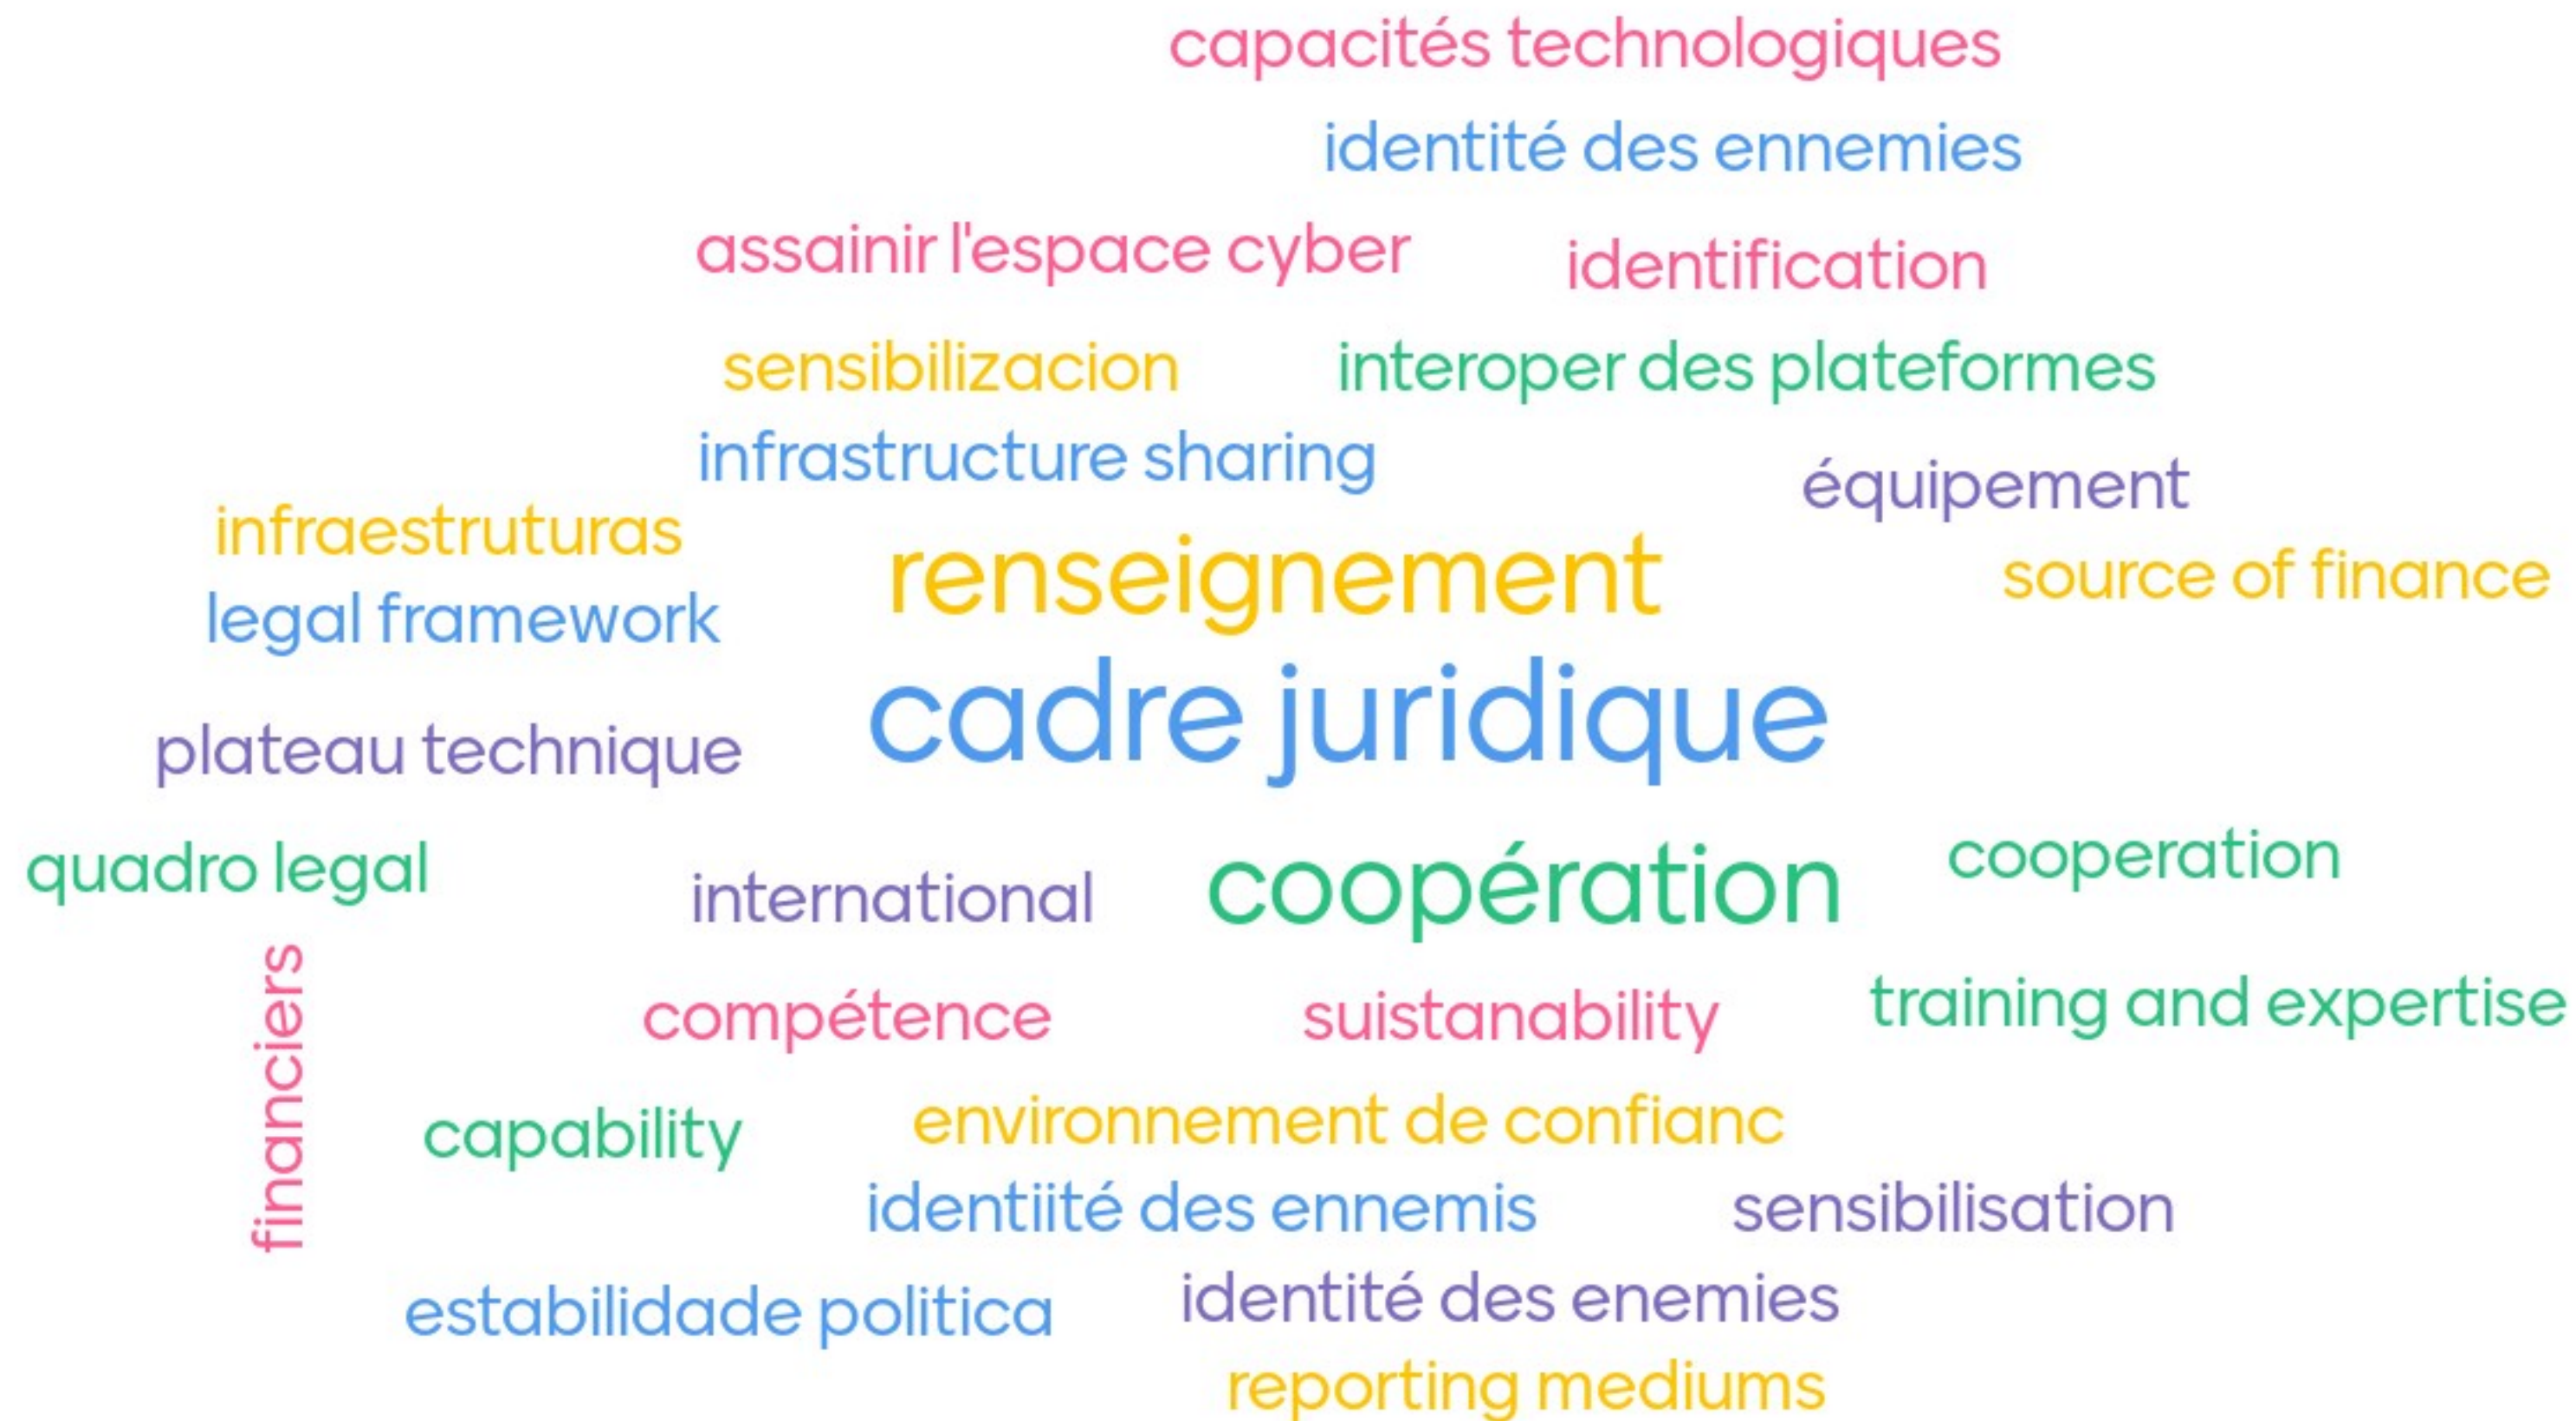 capacités technologiques
identité des ennemies
assainir l'espace cyber
identification
sensibilizacion
interoper des plateformes
infrastructure sharing
équipement
infraestruturas
renseignement
source of finance
legal framework
cadre juridique
plateau technique
quadro legal
international
coopération
cooperation
financiers
compétence
suistanability
training and expertise
capability
environnement de confianc
identiité des ennemis
sensibilisation
estabilidade politica
identité des enemies
reporting mediums